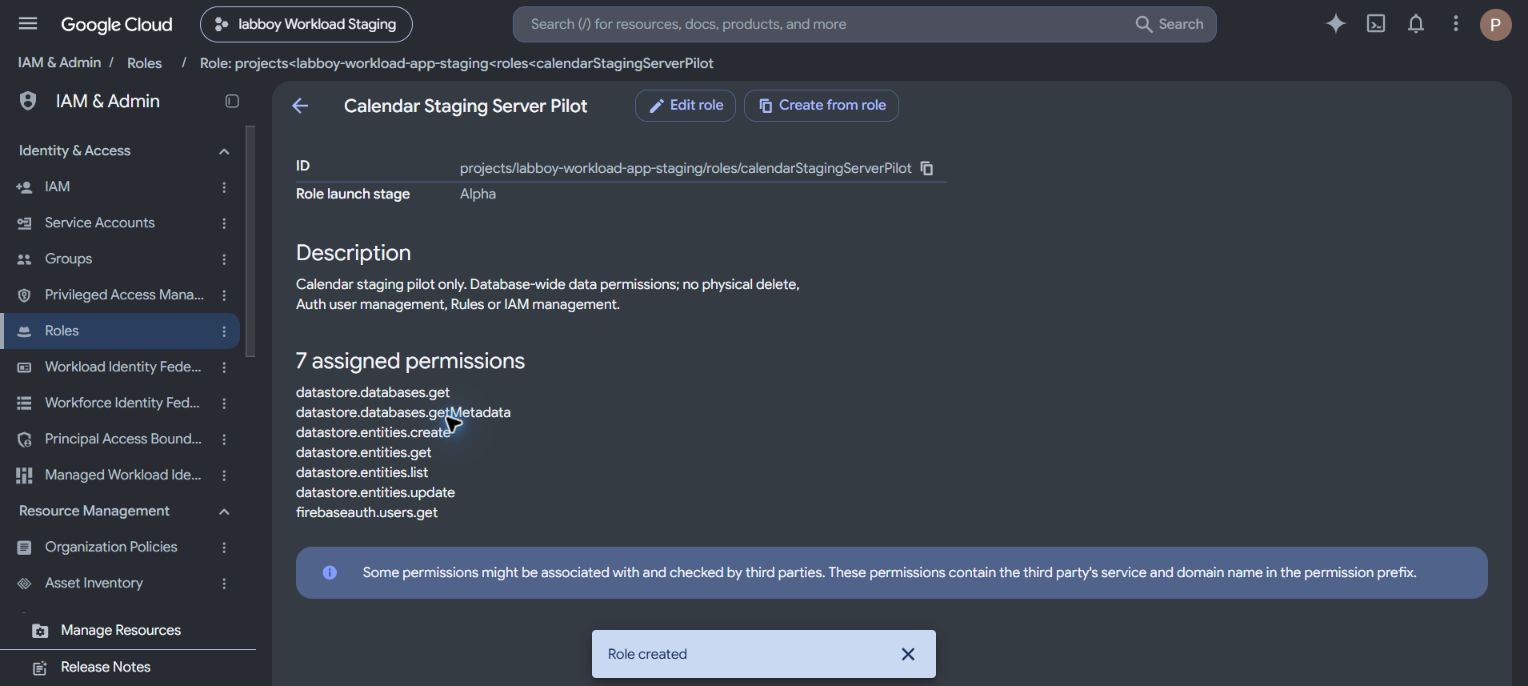 Google Cloud
labboy Workload Staging
Search (/) for resources, docs, products, and more
Search
P
IAM & Admin / Roles / Role: projects<labboy-workload-app-staging<roles<calendarStagingServerPilot
IAM & Admin
Calendar Staging Server Pilot
Edit role
Create from role
Identity & Access
IAM
Service Accounts
Groups
Privileged Access Mana...
Roles
Workload Identity Fede...
Workforce Identity Fed...
Principal Access Bound...
Managed Workload Ide...
Resource Management
Organization Policies
Asset Inventory
Manage Resources
Release Notes
ID projects/labboy-workload-app-staging/roles/calendarStagingServerPilot
Role launch stage Alpha
Description
Calendar staging pilot only. Database-wide data permissions; no physical delete,
Auth user management, Rules or IAM management.
7 assigned permissions
datastore.databases.get
datastore.databases.getMetadata
datastore.entities.create
datastore.entities.get
datastore.entities.list
datastore.entities.update
firebaseauth.users.get
Some permissions might be associated with and checked by third parties. These permissions contain the third party's service and domain name in the permission prefix.
Role created